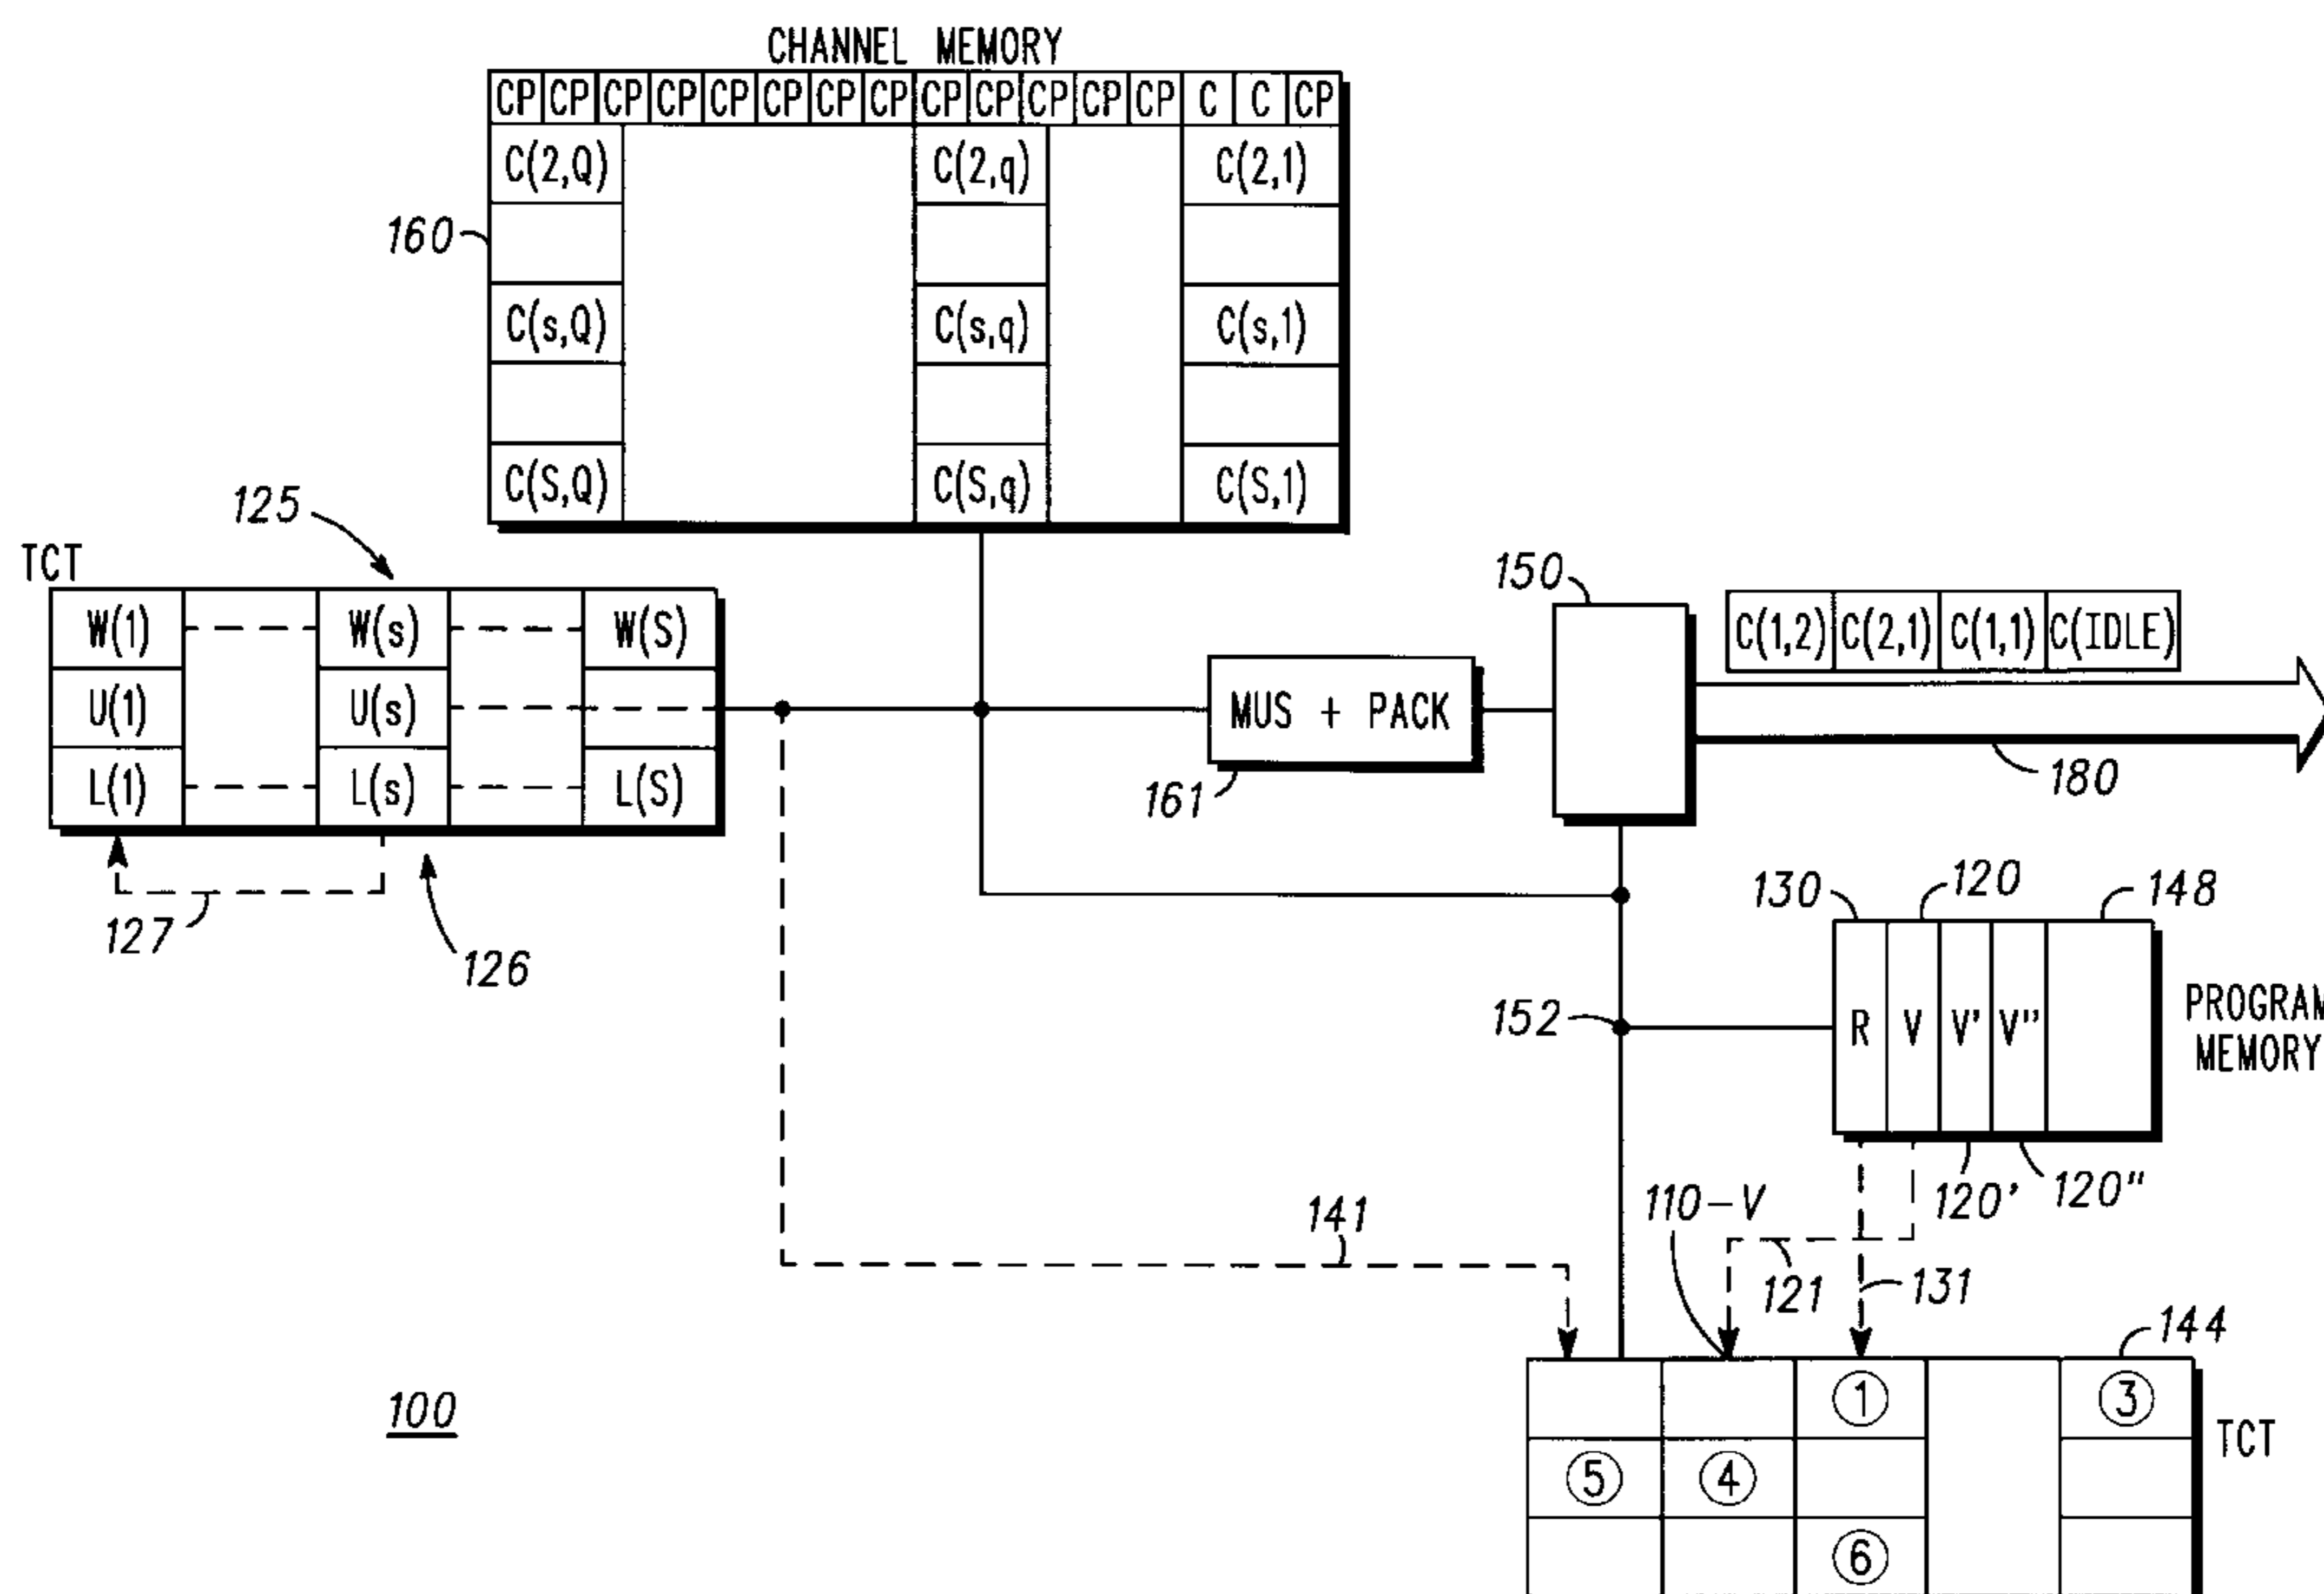 CHANNEL MEMORY
CP CP CP CP CP CP CP CP CP CP CP CP CP C C CP
C(2,Q) C(2,q) C(2,1)
160
C(s,Q) C(s,q) C(s,1)
C(S,Q) C(S,q) C(S,1)
125
TCT
W(1) W(s) W(S)
U(1) U(s)
L(1) L(s) L(S)
127
126
MUS + PACK
161
150
C(1,2) C(2,1) C(1,1) C(IDLE)
180
130 120 148
152
R V V' V"
PROGRAM
MEMORY
120' 120"
110-V
141
121
131
144
100
1 3
TCT
5 4
6